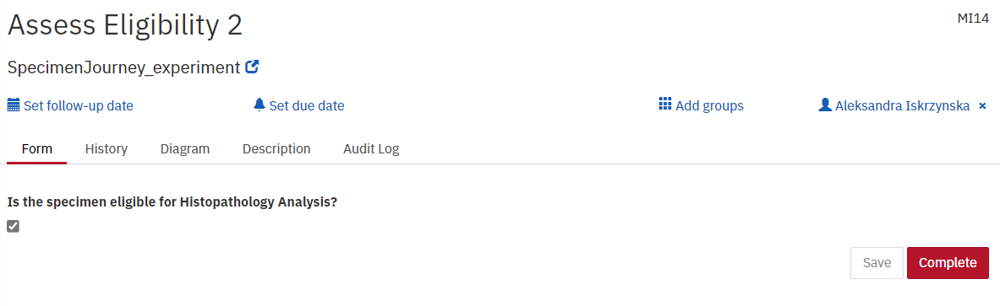 Assess Eligibility 2
MI14
SpecimenJourney_experiment
Set follow-up date Set due date Add groups Aleksandra Iskrzynska ×
Form History Diagram Description Audit Log
Is the specimen eligible for Histopathology Analysis?
Save Complete